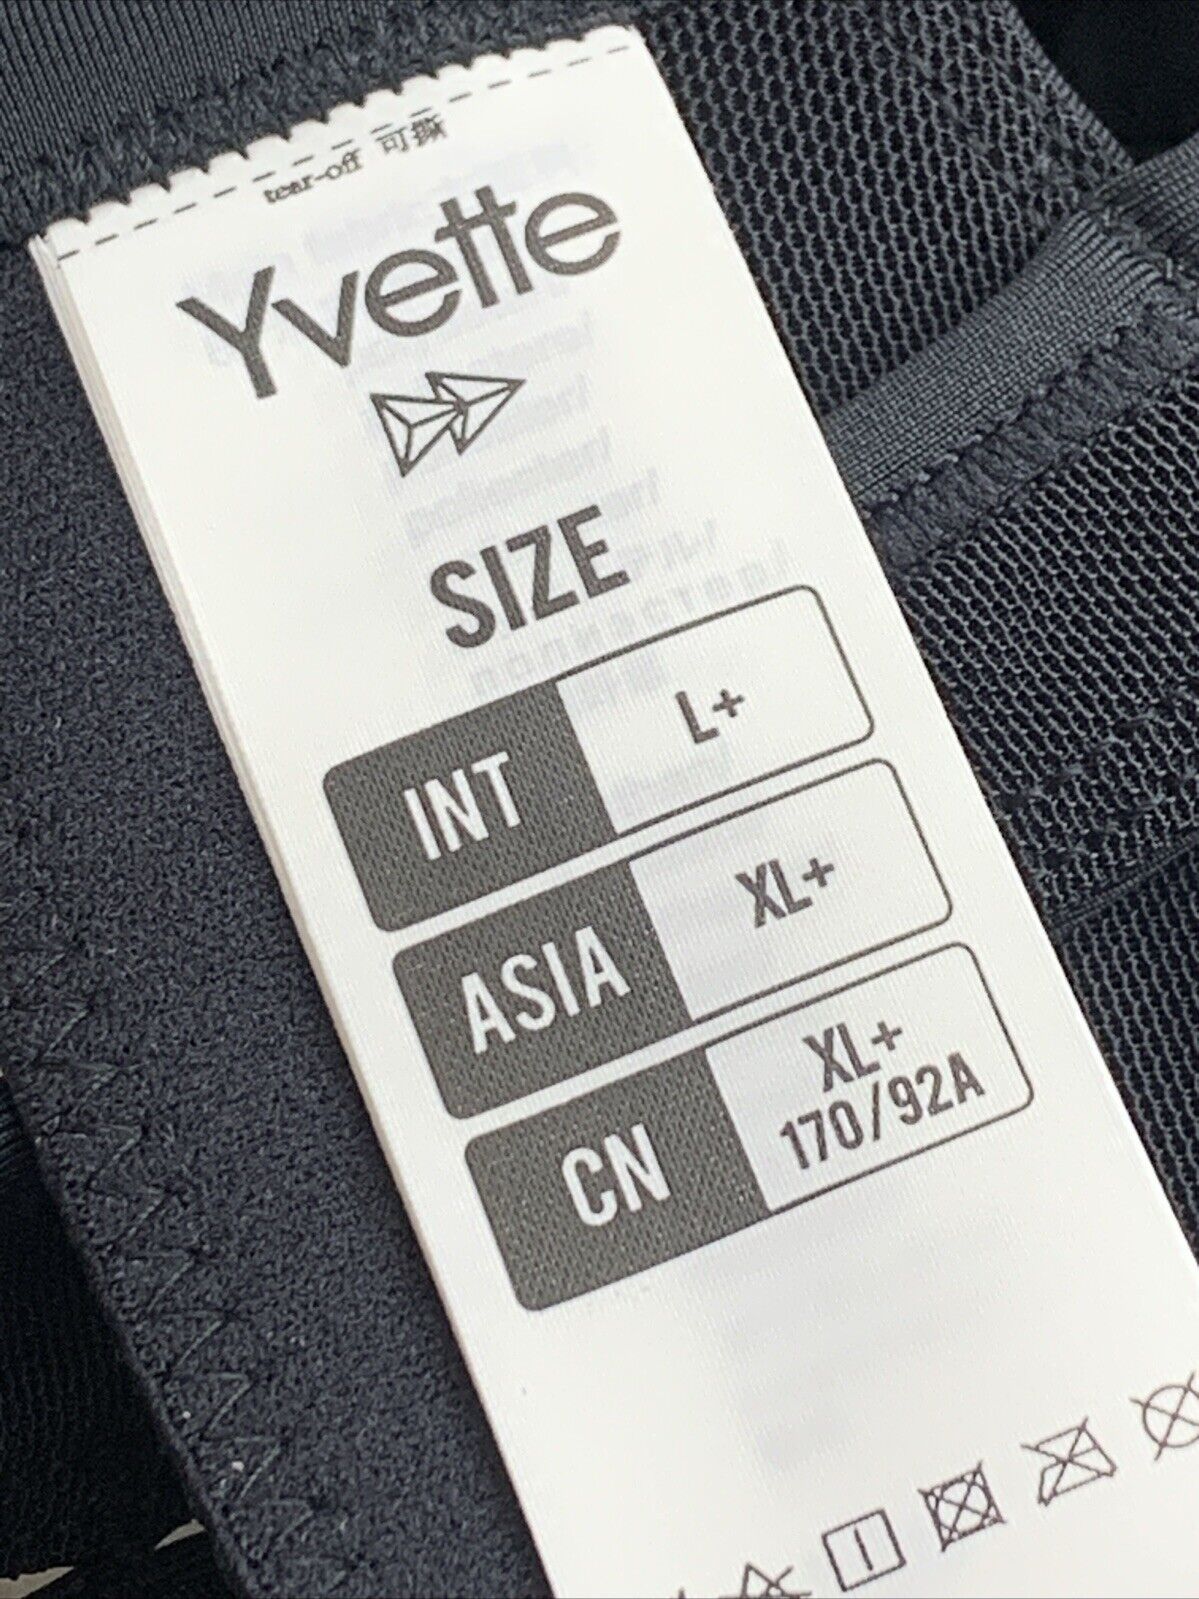 tear-off 可撕
Yvette
SIZE
INT L+
ASIA XL+
CN XL+
170/92A